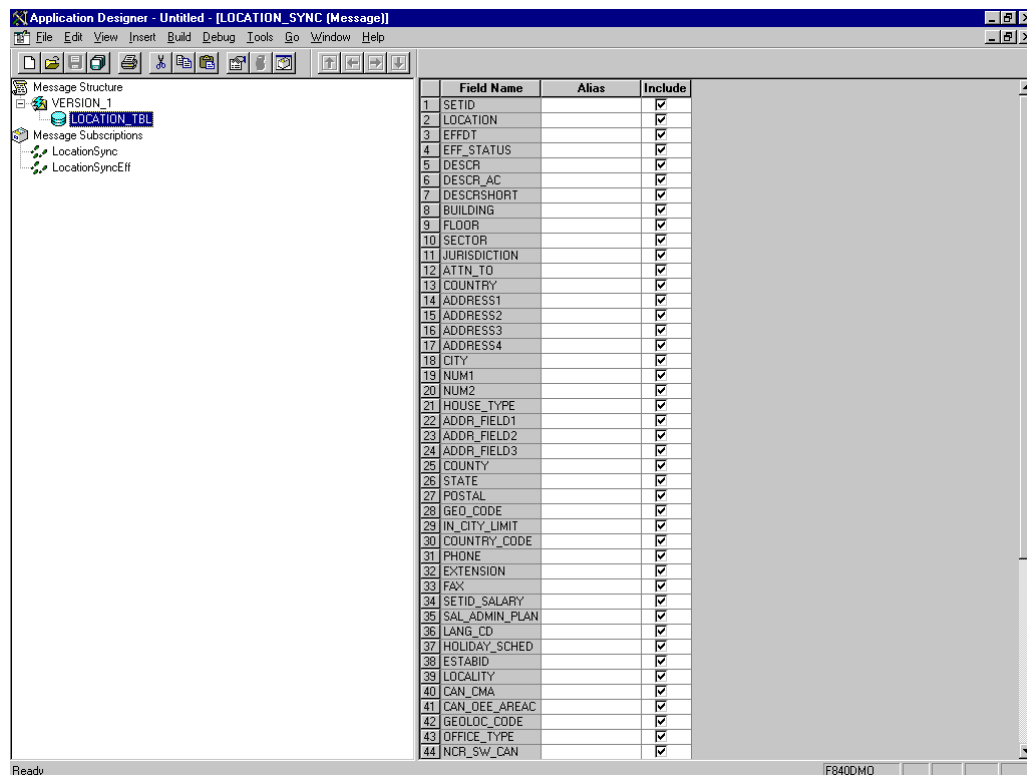 Application Designer - Untitled - [LOCATION_SYNC (Message)]
File Edit View Insert Build Debug Tools Go Window Help
Message Structure
VERSION_1
LOCATION_TBL
Message Subscriptions
LocationSync
LocationSyncEff
Field Name Alias Include
1 SETID
2 LOCATION
3 EFFDT
4 EFF_STATUS
5 DESCR
6 DESCR_AC
7 DESCRSHORT
8 BUILDING
9 FLOOR
10 SECTOR
11 JURISDICTION
12 ATTN_TO
13 COUNTRY
14 ADDRESS1
15 ADDRESS2
16 ADDRESS3
17 ADDRESS4
18 CITY
19 NUM1
20 NUM2
21 HOUSE_TYPE
22 ADDR_FIELD1
23 ADDR_FIELD2
24 ADDR_FIELD3
25 COUNTY
26 STATE
27 POSTAL
28 GEO_CODE
29 IN_CITY_LIMIT
30 COUNTRY_CODE
31 PHONE
32 EXTENSION
33 FAX
34 SETID_SALARY
35 SAL_ADMIN_PLAN
36 LANG_CD
37 HOLIDAY_SCHED
38 ESTABID
39 LOCALITY
40 CAN_CMA
41 CAN_OEE_AREAC
42 GEOLOC_CODE
43 OFFICE_TYPE
44 NCR_SW_CAN
Ready F840DMO